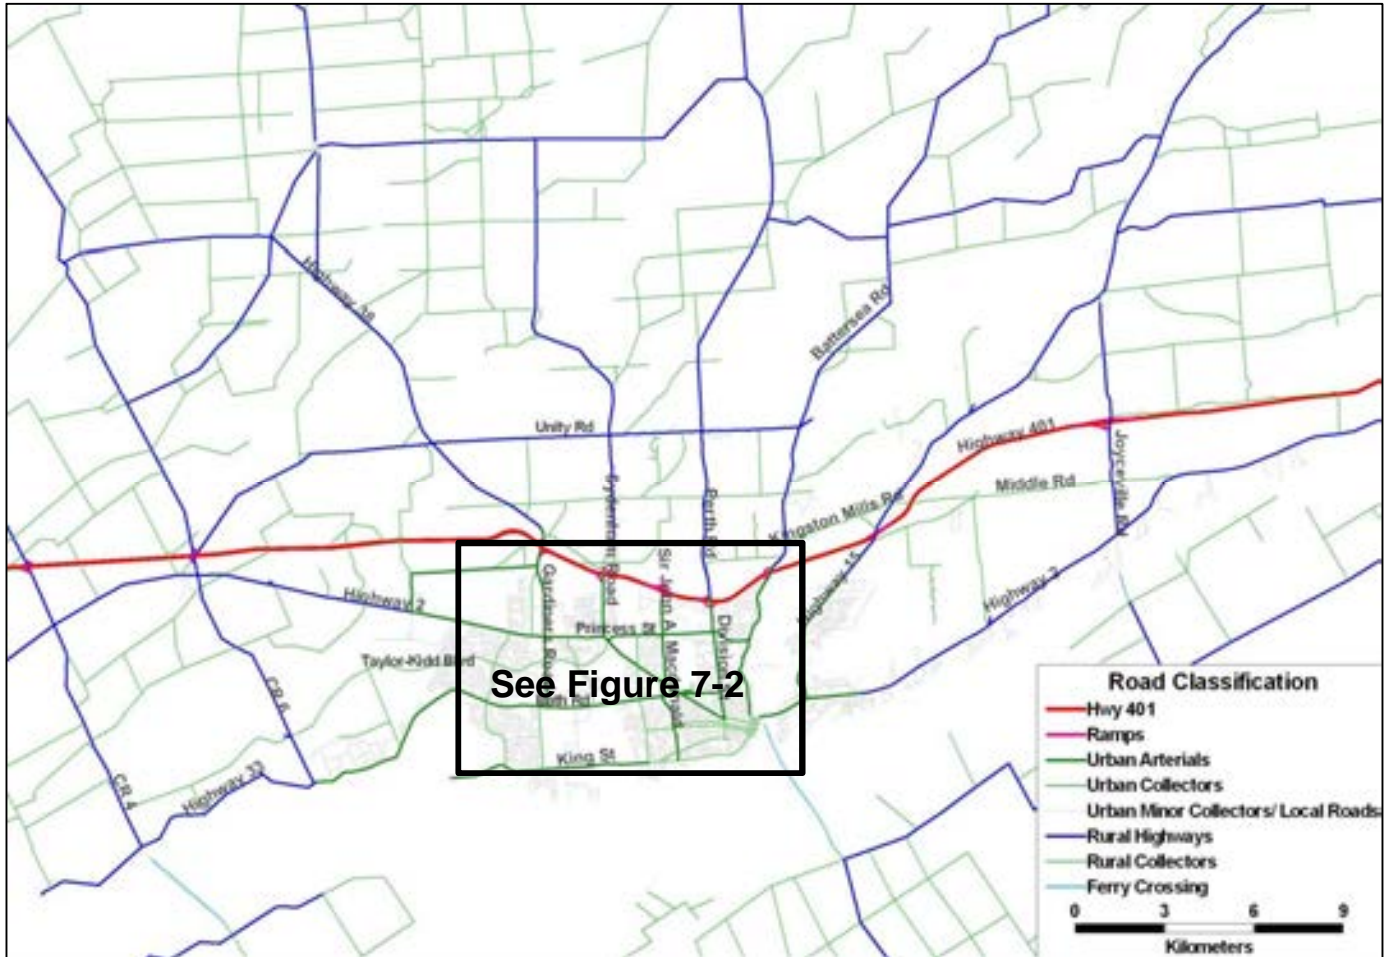 Highway 38
Battersea Rd
Unity Rd
Highway 401
Middle Rd
Joyceville Rd
Kingston Mills Rd
Perth Rd
Sydenham Road
Sir John A. Macdonald
Highway 15
Highway 2
Highway 2
Gardiners Road
Princess St
Division St
Taylor-Kidd Blvd
See Figure 7-2
Bath Rd
King St
CR 6
CR 4
Highway 33
Road Classification
Hwy 401
Ramps
Urban Arterials
Urban Collectors
Urban Minor Collectors/ Local Roads
Rural Highways
Rural Collectors
Ferry Crossing
0 3 6 9
Kilometers